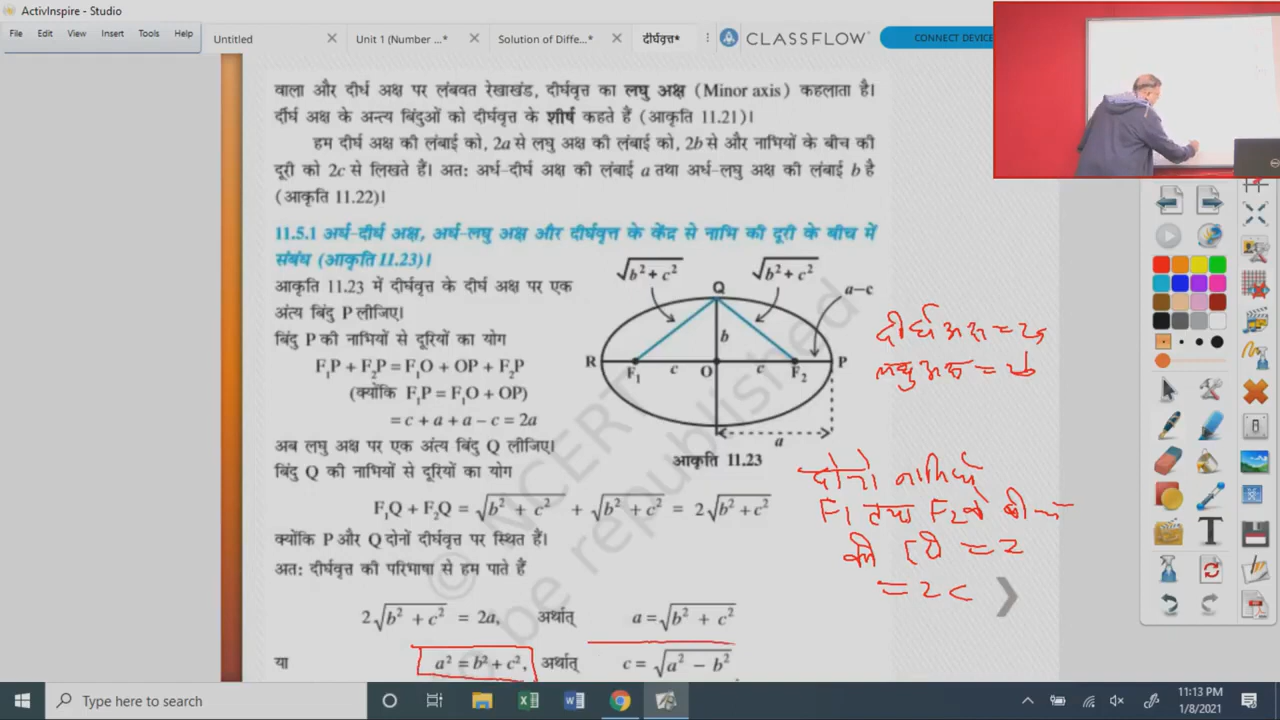 ActivInspire - Studio
File Edit View Insert Tools Help
Untitled
Unit 1 (Number ...*
Solution of Diffe...*
दीर्घवृत्त*
CLASSFLOW
CONNECT DEVICE
वाला और दीर्घ अक्ष पर लंबवत रेखाखंड, दीर्घवृत्त का लघु अक्ष (Minor axis) कहलाता है।
दीर्घ अक्ष के अन्त्य बिंदुओं को दीर्घवृत्त के शीर्ष कहते हैं (आकृति 11.21)।
हम दीर्घ अक्ष की लंबाई को, 2a से लघु अक्ष की लंबाई को, 2b से और नाभियों के बीच की
दूरी को 2c से लिखते हैं। अत: अर्ध-दीर्घ अक्ष की लंबाई a तथा अर्ध-लघु अक्ष की लंबाई b है
(आकृति 11.22)।
11.5.1 अर्ध-दीर्घ अक्ष, अर्ध-लघु अक्ष और दीर्घवृत्त के केंद्र से नाभि की दूरी के बीच में
संबंध (आकृति 11.23)।
आकृति 11.23 में दीर्घवृत्त के दीर्घ अक्ष पर एक
अंत्य बिंदु P लीजिए।
बिंदु P की नाभियों से दूरियों का योग
F₁P + F₂P = F₁O + OP + F₂P
(क्योंकि F₁P = F₁O + OP)
= c + a + a – c = 2a
अब लघु अक्ष पर एक अंत्य बिंदु Q लीजिए।
बिंदु Q की नाभियों से दूरियों का योग
F₁Q + F₂Q = √(b² + c²) + √(b² + c²) = 2√(b² + c²)
क्योंकि P और Q दोनों दीर्घवृत्त पर स्थित हैं।
अत: दीर्घवृत्त की परिभाषा से हम पाते हैं
2√(b² + c²) = 2a, अर्थात् a = √(b² + c²)
या a² = b² + c², अर्थात् c = √(a² – b²)
√(b² + c²) √(b² + c²)
Q
a–c
b
R F₁ c O c F₂ P
a
आकृति 11.23
दीर्घ अक्ष = 2a
लघु अक्ष = 2b
दोनो नाभियों
F1 तथा F2 के बीच
की = 2
= 2c
© NCERT
be republished
Type here to search
11:13 PM
1/8/2021